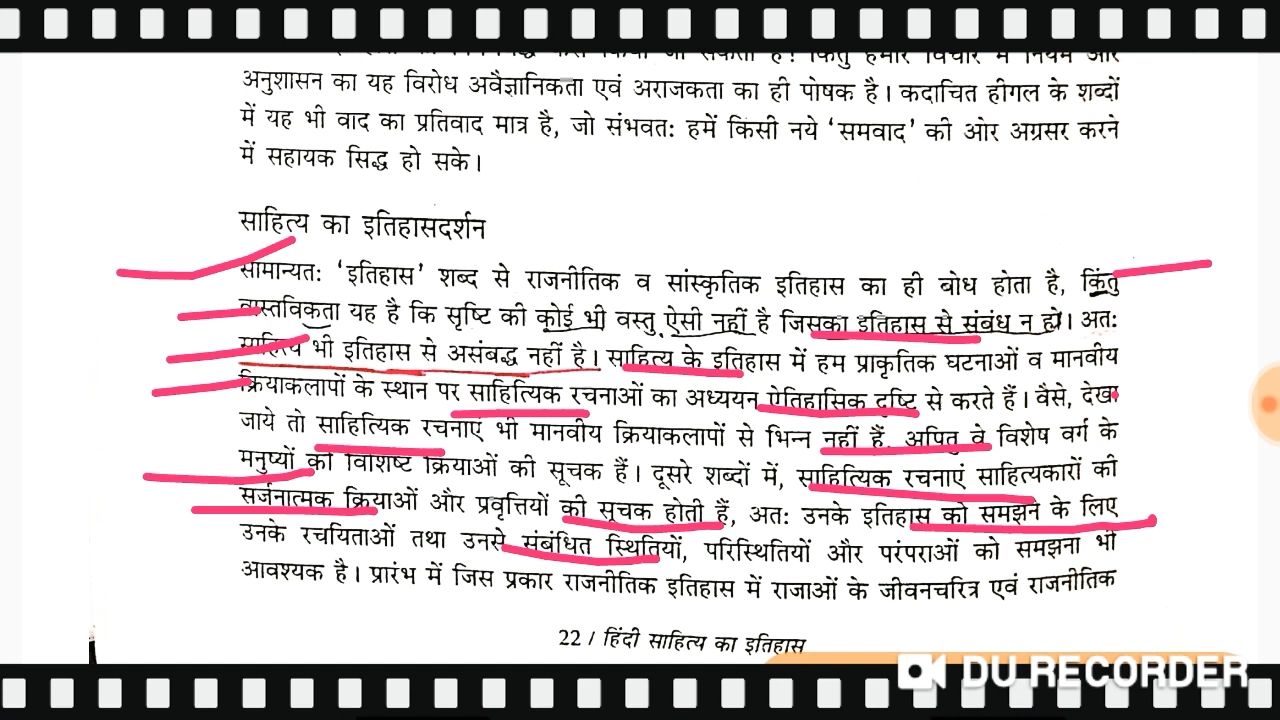 किंतु हमारे विचार में नियम और
अनुशासन का यह विरोध अवैज्ञानिकता एवं अराजकता का ही पोषक है। कदाचित हीगल के शब्दों
में यह भी वाद का प्रतिवाद मात्र है, जो संभवत: हमें किसी नये ‘समवाद’ की ओर अग्रसर करने
में सहायक सिद्ध हो सके।
साहित्य का इतिहासदर्शन
सामान्यत: ‘इतिहास’ शब्द से राजनीतिक व सांस्कृतिक इतिहास का ही बोध होता है, किंतु
वास्तविकता यह है कि सृष्टि की कोई भी वस्तु ऐसी नहीं है जिसका इतिहास से संबंध न हो। अत:
साहित्य भी इतिहास से असंबद्ध नहीं है। साहित्य के इतिहास में हम प्राकृतिक घटनाओं व मानवीय
क्रियाकलापों के स्थान पर साहित्यिक रचनाओं का अध्ययन ऐतिहासिक दृष्टि से करते हैं। वैसे, देखा
जाये तो साहित्यिक रचनाएं भी मानवीय क्रियाकलापों से भिन्न नहीं हैं, अपितु वे विशेष वर्ग के
मनुष्यों की विशिष्ट क्रियाओं की सूचक हैं। दूसरे शब्दों में, साहित्यिक रचनाएं साहित्यकारों की
सर्जनात्मक क्रियाओं और प्रवृत्तियों की सूचक होती हैं, अत: उनके इतिहास को समझने के लिए
उनके रचयिताओं तथा उनसे संबंधित स्थितियों, परिस्थितियों और परंपराओं को समझना भी
आवश्यक है। प्रारंभ में जिस प्रकार राजनीतिक इतिहास में राजाओं के जीवनचरित्र एवं राजनीतिक
22 / हिंदी साहित्य का इतिहास
DU RECORDER